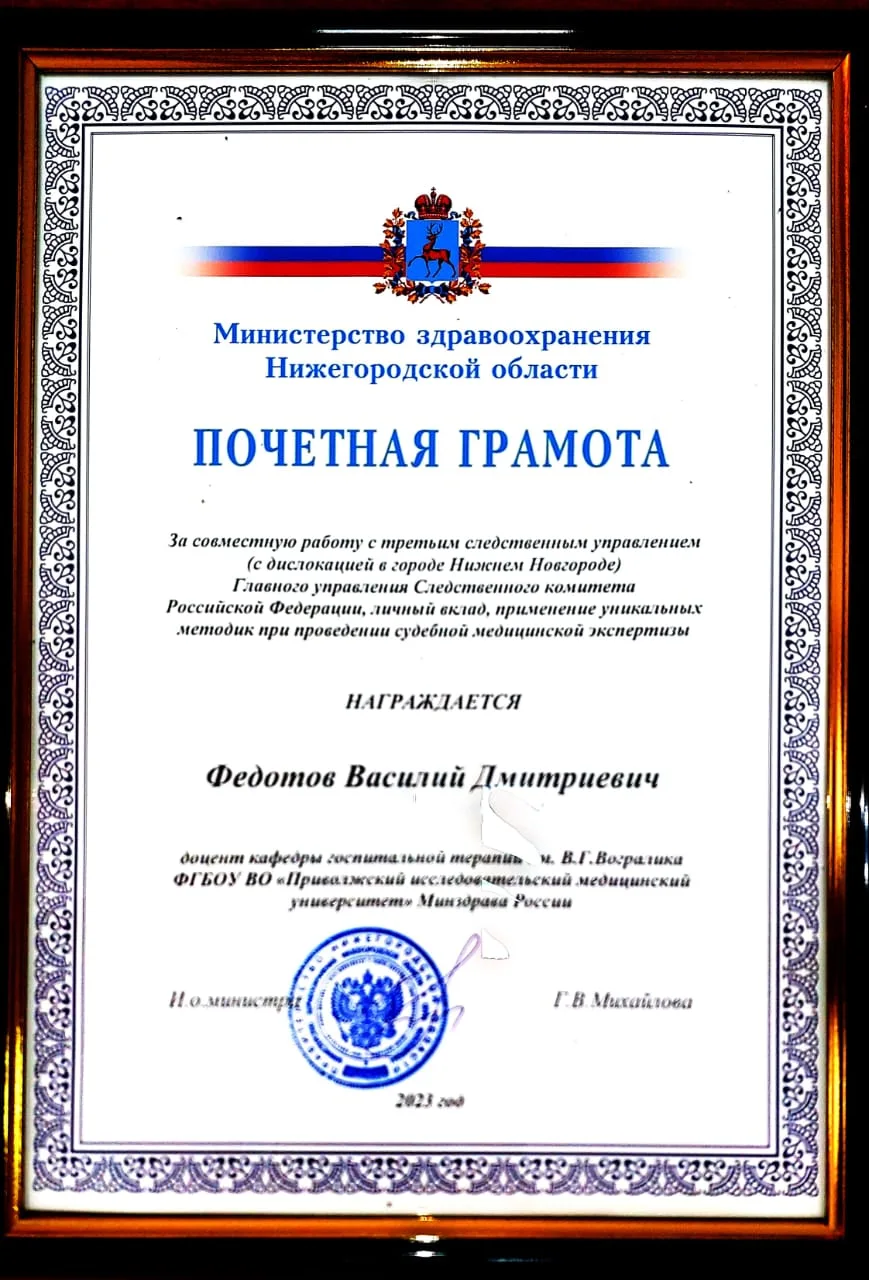 Министерство здравоохранения
Нижегородской области
ПОЧЕТНАЯ ГРАМОТА
За совместную работу с третьим следственным управлением
(с дислокацией в городе Нижнем Новгороде)
Главного управления Следственного комитета
Российской Федерации, личный вклад, применение уникальных
методик при проведении судебной медицинской экспертизы
НАГРАЖДАЕТСЯ
Федотов Василий Дмитриевич
доцент кафедры госпитальной терапии В.Г.Вогралика
ФГБОУ ВО «Приволжский исследовательский медицинский
университет» Минздрава России
И.о.министра Г.В Михайлова
2023 год